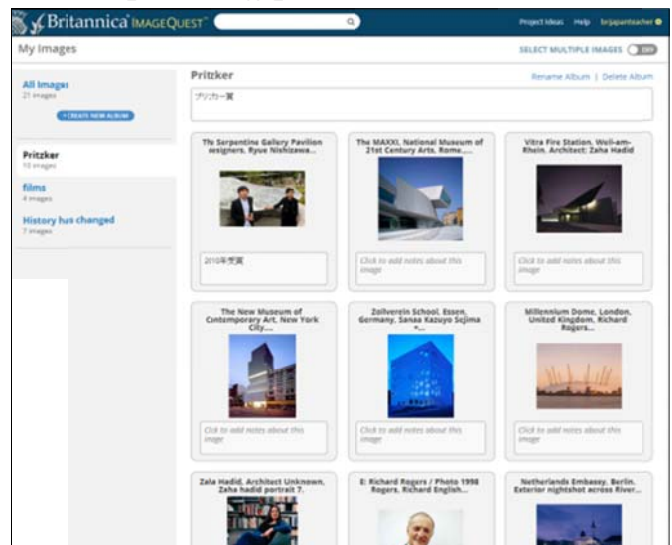 Britannica IMAGEQUEST
Project Ideas Help brjapanteacher
My Images
SELECT MULTIPLE IMAGES OFF
All Images
21 images
+ CREATE NEW ALBUM
Pritzker
10 images
films
4 images
History has changed
7 images
Pritzker
Rename Album | Delete Album
プリツカー賞
The Serpentine Gallery Pavilion
designers, Ryue Nishizawa...
2010年受賞
The MAXXI, National Museum of
21st Century Arts, Rome,...
Click to add notes about this
image
Vitra Fire Station, Weil-am-
Rhein. Architect: Zaha Hadid
Click to add notes about this
image
The New Museum of
Contemporary Art, New York
City,...
Click to add notes about this
image
Zollverein School, Essen,
Germany, Sanaa Kazuyo Sejima
+...
Click to add notes about this
image
Millennium Dome, London,
United Kingdom, Richard
Rogers...
Click to add notes about this
image
Zala Hadid, Architect Unknown,
Zaha hadid portrait 7.
E: Richard Rogers / Photo 1998
Rogers, Richard English...
Netherlands Embassy, Berlin.
Exterior nightshot across River...